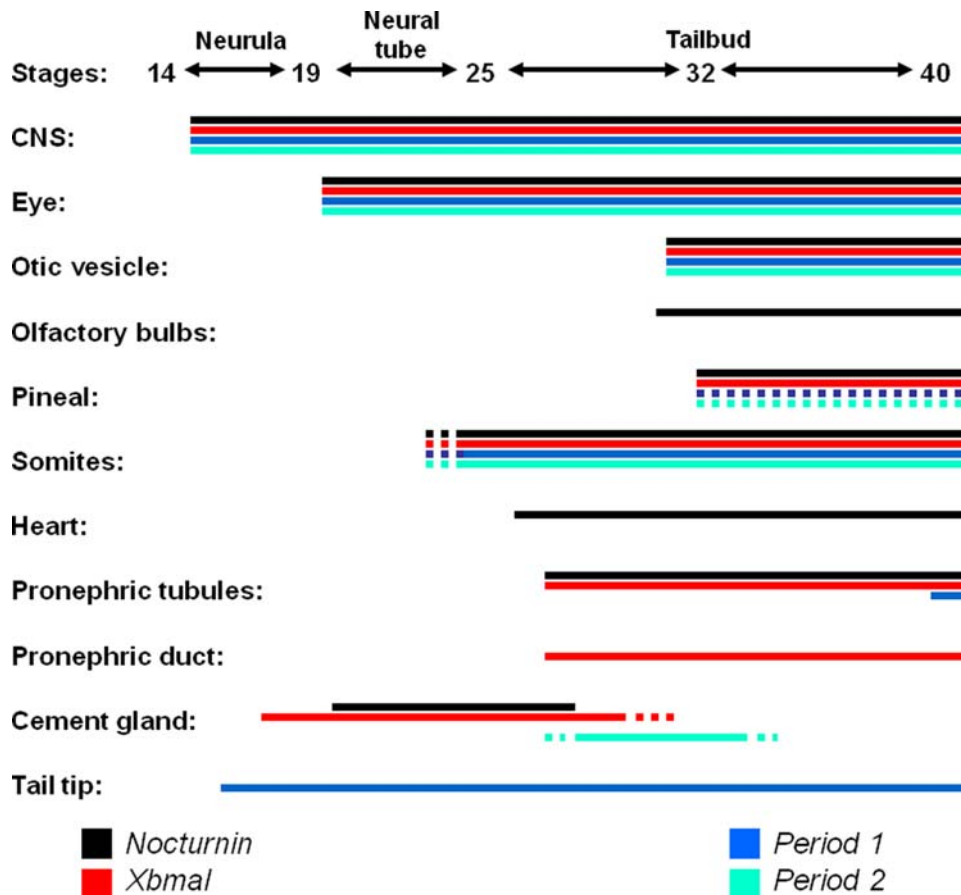 Neurula
Neural
tube
Tailbud
Stages: 14 19 25 32 40
CNS:
Eye:
Otic vesicle:
Olfactory bulbs:
Pineal:
Somites:
Heart:
Pronephric tubules:
Pronephric duct:
Cement gland:
Tail tip:
Nocturnin Period 1
Xbmal Period 2